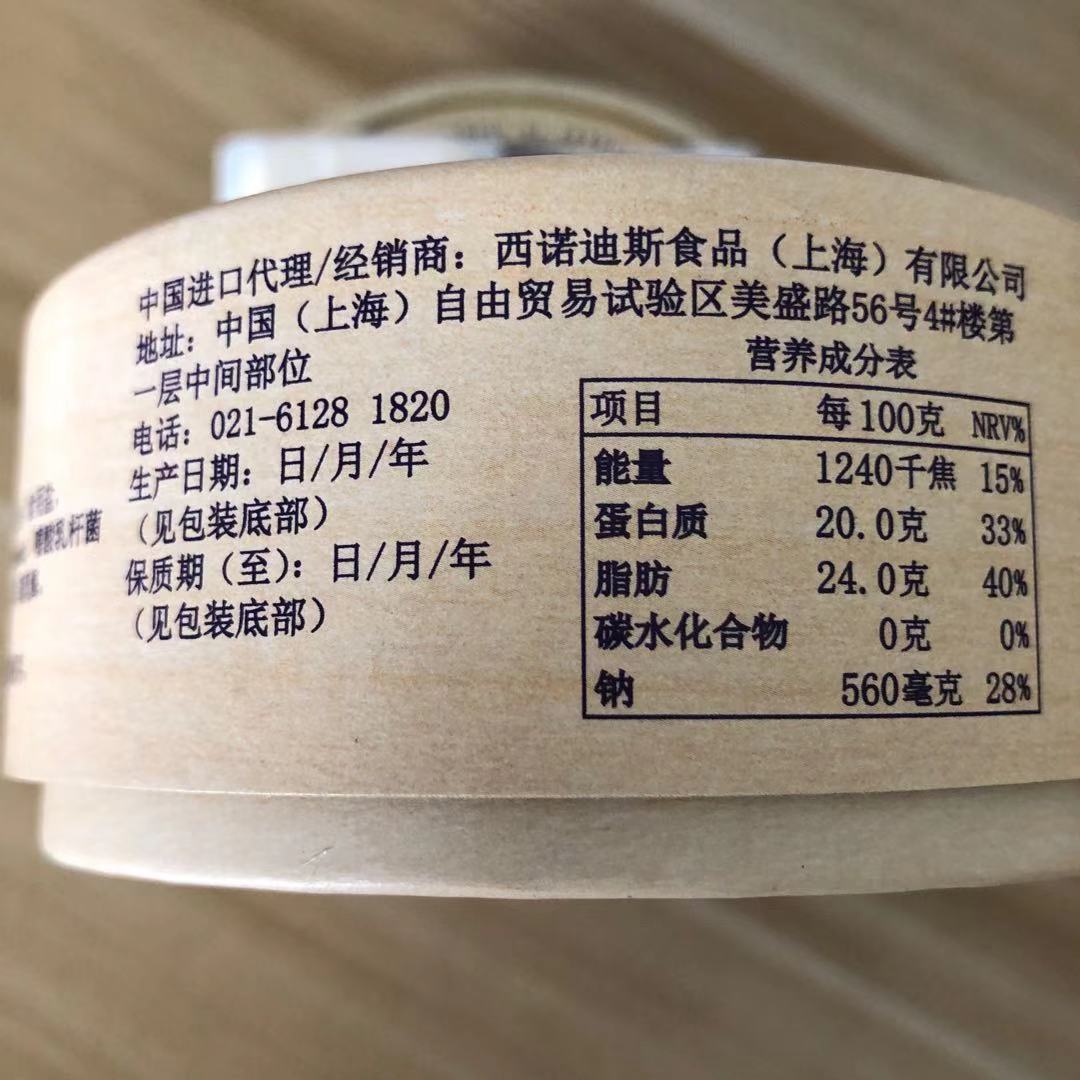 中国进口代理/经销商：西诺迪斯食品（上海）有限公司
地址：中国（上海）自由贸易试验区美盛路56号4#楼第
一层中间部位
电话：021-6128 1820
生产日期：日/月/年
（见包装底部）
保质期（至）：日/月/年
（见包装底部）
乳杆菌
营养成分表
项目 每100克 NRV%
能量 1240千焦 15%
蛋白质 20.0克 33%
脂肪 24.0克 40%
碳水化合物 0克 0%
钠 560毫克 28%